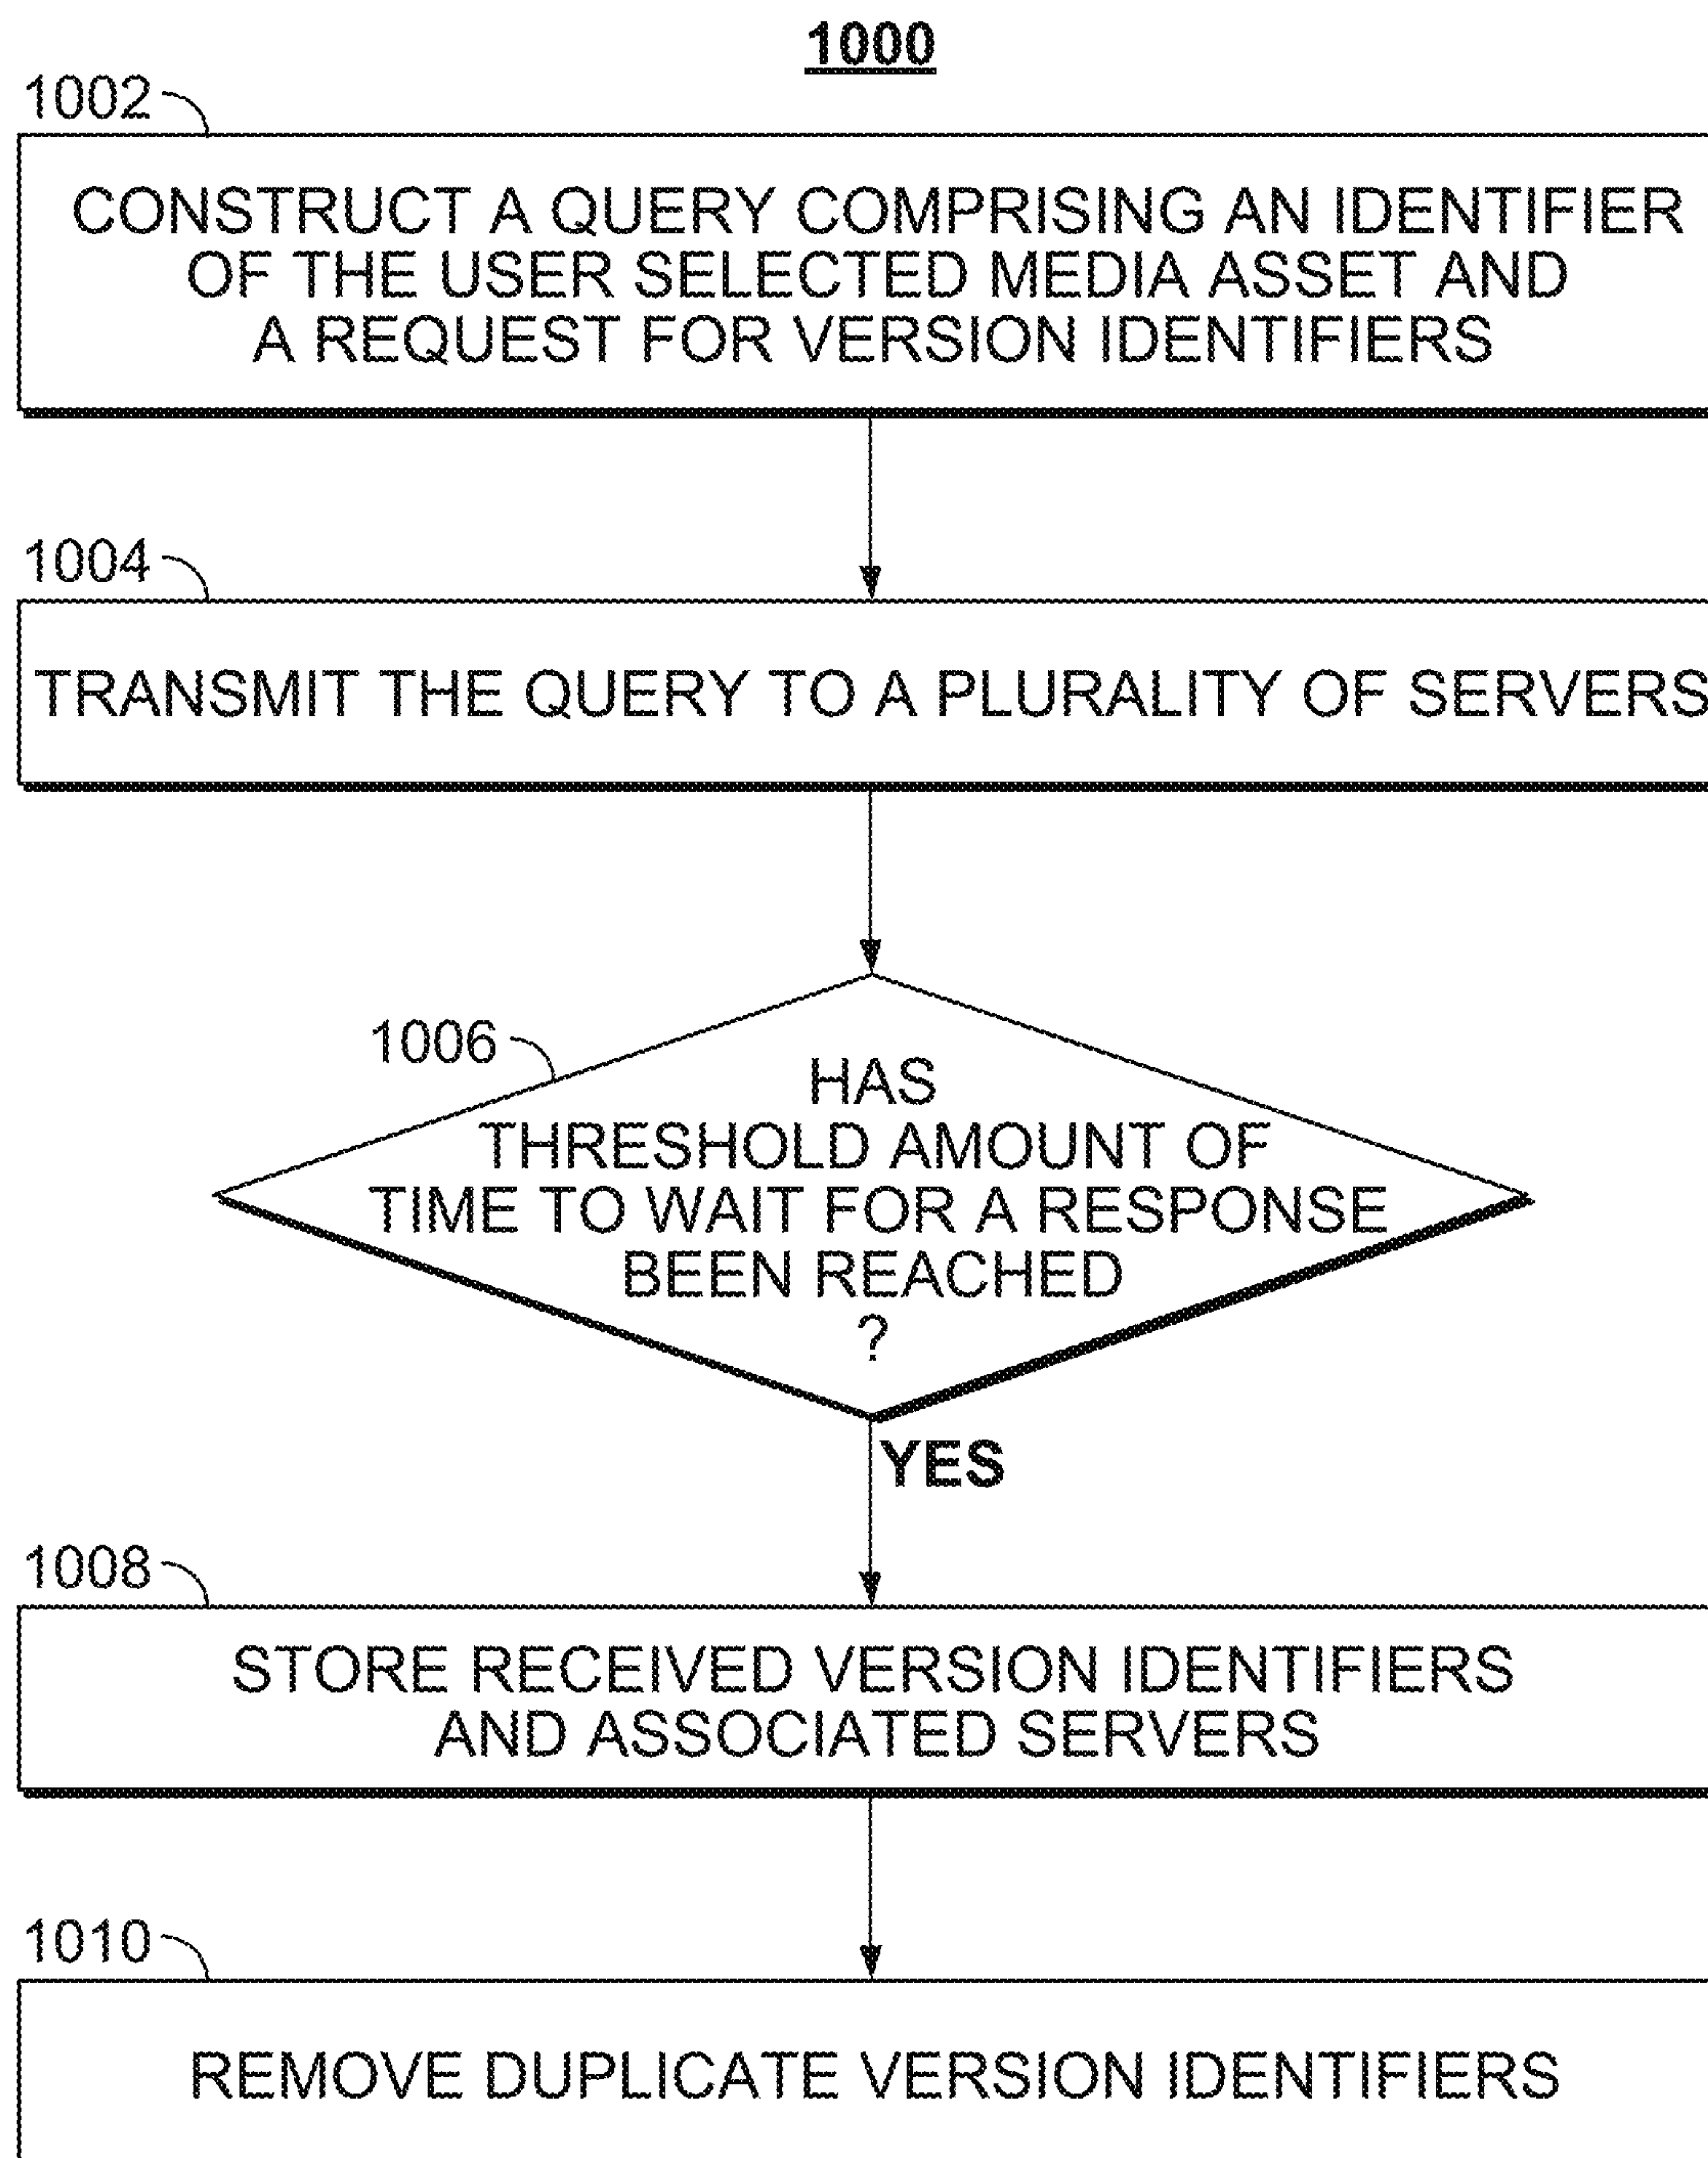 1000
1002
CONSTRUCT A QUERY COMPRISING AN IDENTIFIER
OF THE USER SELECTED MEDIA ASSET AND
A REQUEST FOR VERSION IDENTIFIERS
1004
TRANSMIT THE QUERY TO A PLURALITY OF SERVERS
1006
HAS
THRESHOLD AMOUNT OF
TIME TO WAIT FOR A RESPONSE
BEEN REACHED
?
YES
1008
STORE RECEIVED VERSION IDENTIFIERS
AND ASSOCIATED SERVERS
1010
REMOVE DUPLICATE VERSION IDENTIFIERS